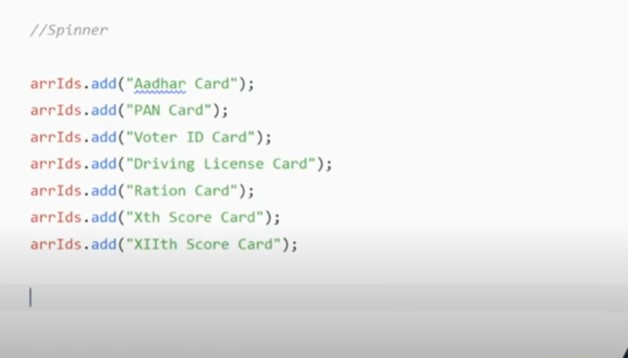 //Spinner
arrIds.add("Aadhar Card");
arrIds.add("PAN Card");
arrIds.add("Voter ID Card");
arrIds.add("Driving License Card");
arrIds.add("Ration Card");
arrIds.add("Xth Score Card");
arrIds.add("XIIth Score Card");